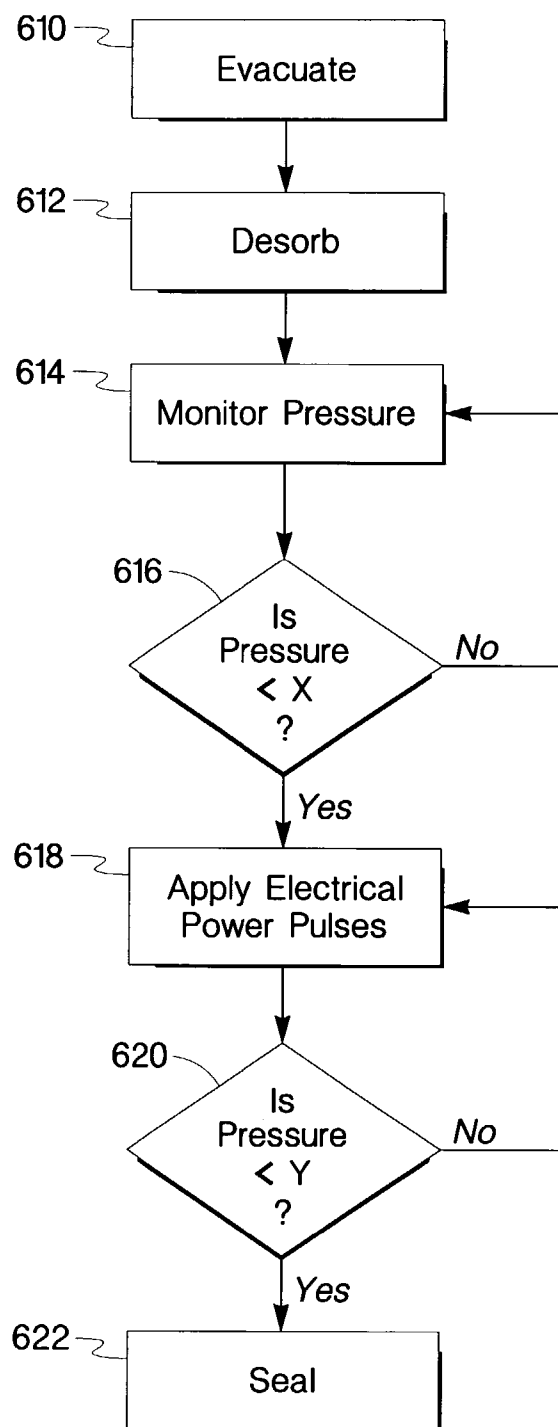 610
Evacuate
612
Desorb
614
Monitor Pressure
616
Is
Pressure
< X
?
No
Yes
618
Apply Electrical
Power Pulses
620
Is
Pressure
< Y
?
No
Yes
622
Seal